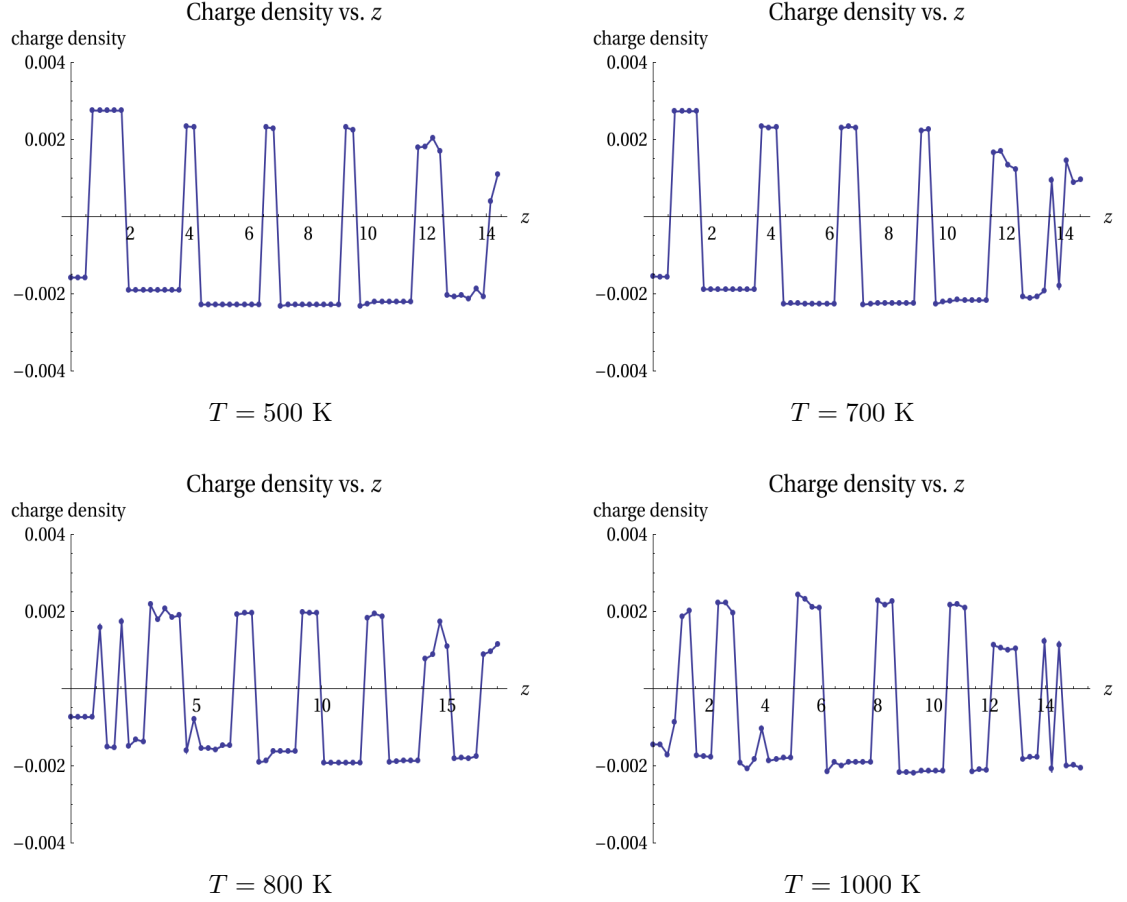 Charge density vs. z
charge density
0.004
0.002
2 4 6 8 10 12 14 z
−0.002
−0.004
T = 500 K
Charge density vs. z
charge density
0.004
0.002
2 4 6 8 10 12 14 z
−0.002
−0.004
T = 700 K
Charge density vs. z
charge density
0.004
0.002
5 10 15 z
−0.002
−0.004
T = 800 K
Charge density vs. z
charge density
0.004
0.002
2 4 6 8 10 12 14 z
−0.002
−0.004
T = 1000 K